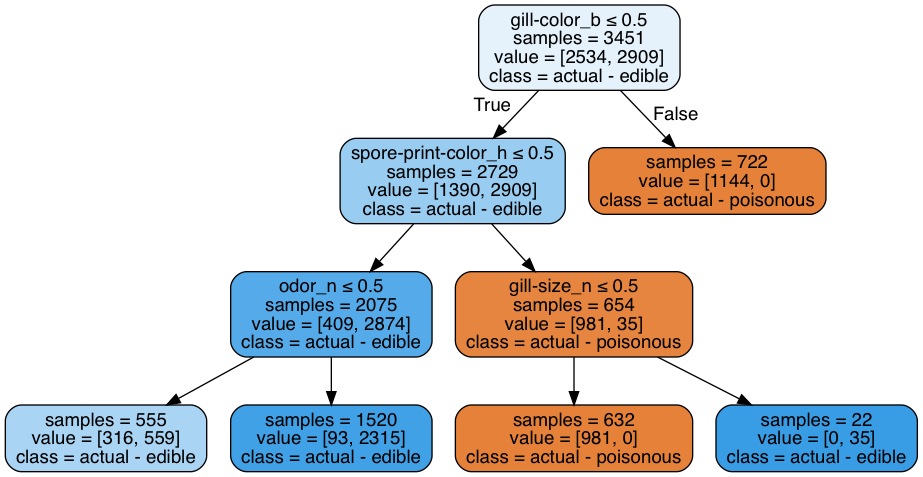 gill-color_b ≤ 0.5
samples = 3451
value = [2534, 2909]
class = actual - edible
True
False
spore-print-color_h ≤ 0.5
samples = 2729
value = [1390, 2909]
class = actual - edible
samples = 722
value = [1144, 0]
class = actual - poisonous
odor_n ≤ 0.5
samples = 2075
value = [409, 2874]
class = actual - edible
gill-size_n ≤ 0.5
samples = 654
value = [981, 35]
class = actual - poisonous
samples = 555
value = [316, 559]
class = actual - edible
samples = 1520
value = [93, 2315]
class = actual - edible
samples = 632
value = [981, 0]
class = actual - poisonous
samples = 22
value = [0, 35]
class = actual - edible